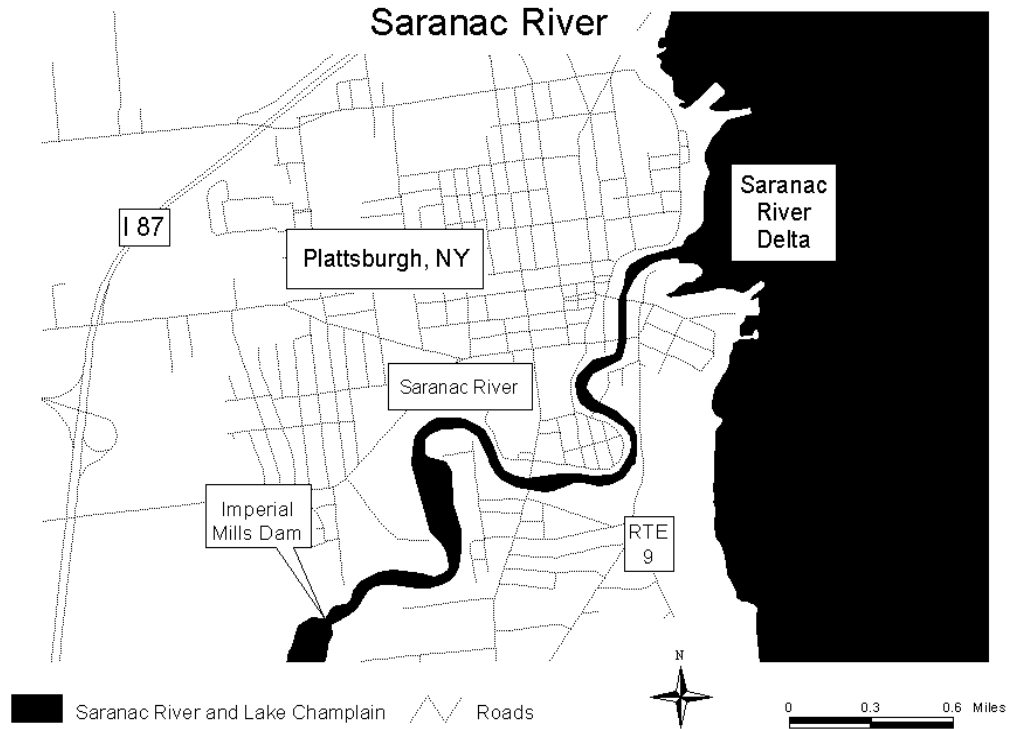 Saranac River
Saranac
River
Delta
I 87
Plattsburgh, NY
Saranac River
Imperial
Mills Dam
RTE
9
N
Saranac River and Lake Champlain
Roads
0 0.3 0.6 Miles